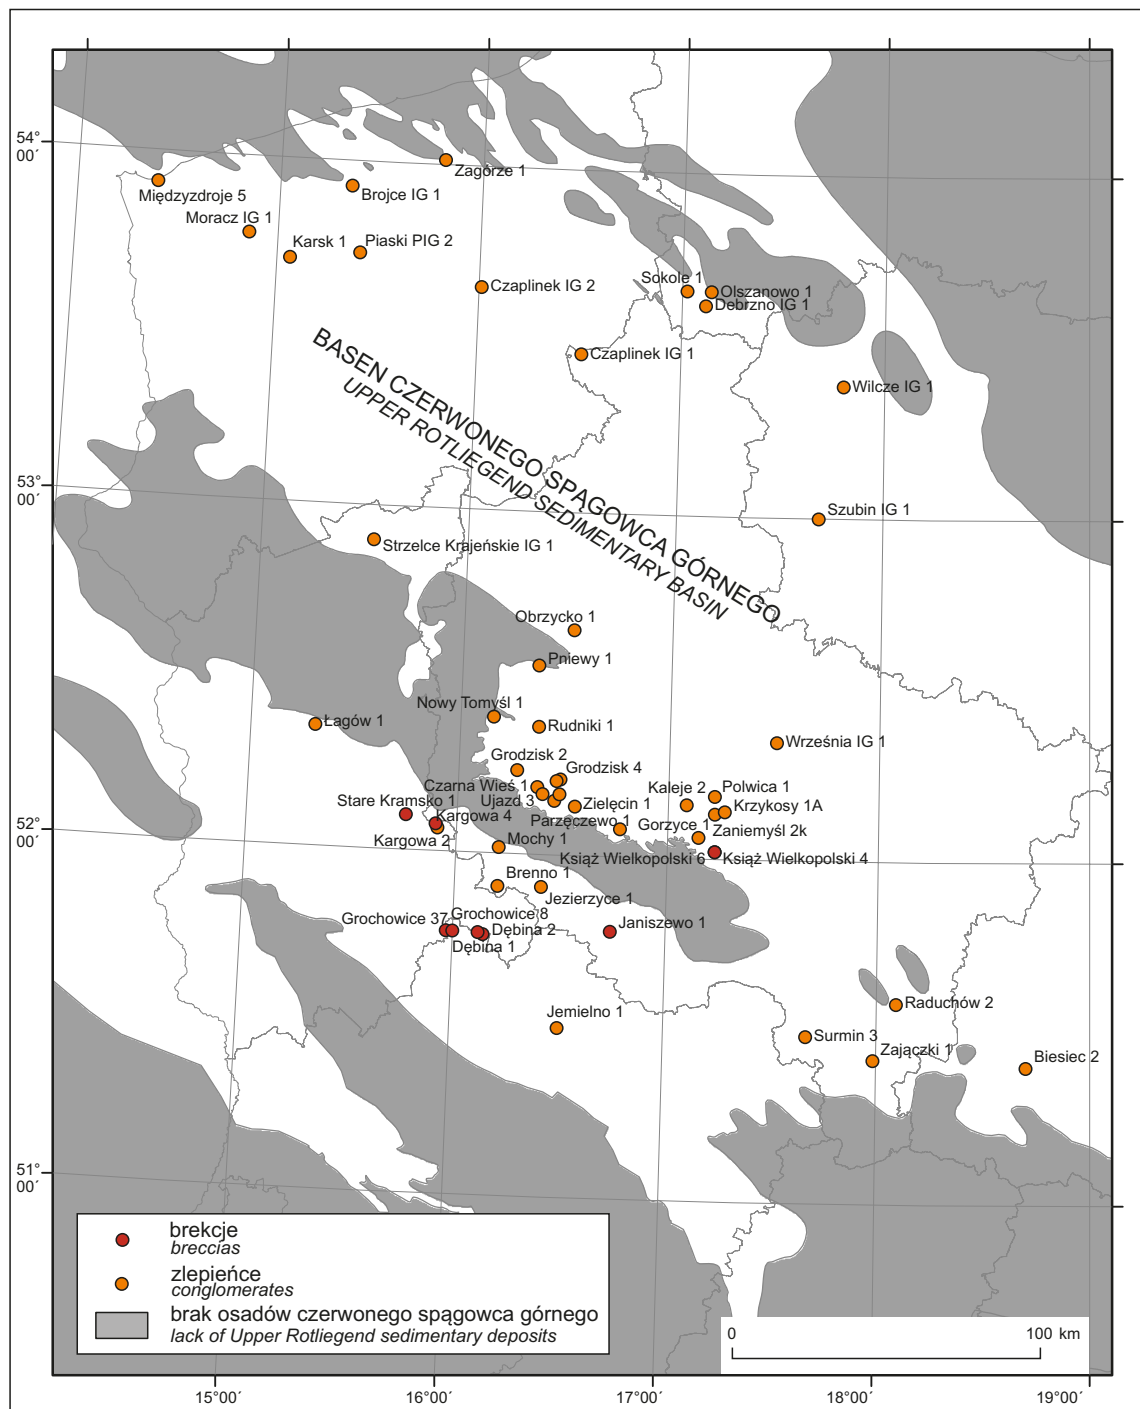 54°
00´
Zagórze 1
Międzyzdroje 5
Brojce IG 1
Moracz IG 1
Karsk 1
Piaski PIG 2
Czaplinek IG 2
Sokole 1
Olszanowo 1
Debrzno IG 1
Czaplinek IG 1
Wilcze IG 1
BASEN CZERWONEGO SPĄGOWCA GÓRNEGO
UPPER ROTLIEGEND SEDIMENTARY BASIN
53°
00´
Szubin IG 1
Strzelce Krajeńskie IG 1
Obrzycko 1
Pniewy 1
Nowy Tomyśl 1
Łagów 1
Rudniki 1
Września IG 1
Grodzisk 2
Grodzisk 4
Czarna Wieś 1
Kaleje 2
Polwica 1
Stare Kramsko 1
Ujazd 3
Zielęcin 1
Krzykosy 1A
Kargowa 4
Parzęczewo 1
Gorzyce 1
Zaniemyśl 2k
52°
00´
Kargowa 2
Mochy 1
Książ Wielkopolski 6
Książ Wielkopolski 4
Brenno 1
Jezierzyce 1
Grochowice 37
Grochowice 8
Dębina 2
Dębina 1
Janiszewo 1
Raduchów 2
Jemielno 1
Surmin 3
Zajączki 1
Biesiec 2
51°
00´
brekcje
breccias
zlepieńce
conglomerates
brak osadów czerwonego spągowca górnego
lack of Upper Rotliegend sedimentary deposits
0
100 km
15°00´
16°00´
17°00´
18°00´
19°00´